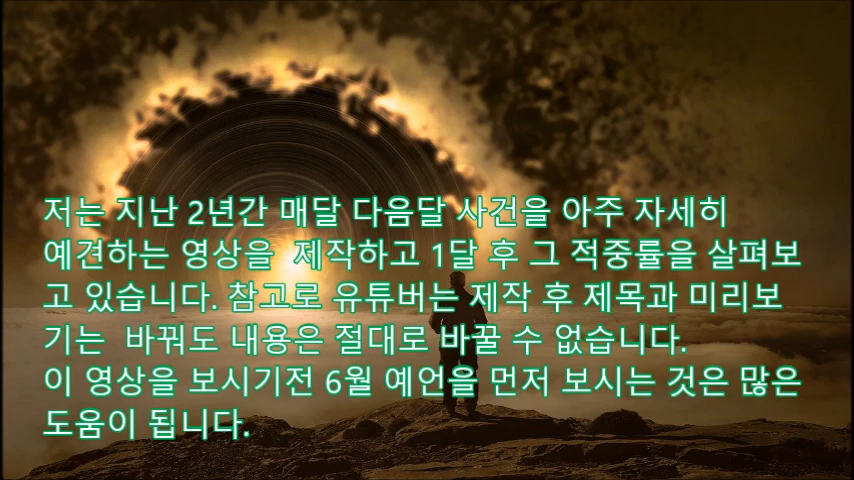 저는 지난 2년간 매달 다음달 사건을 아주 자세히
예견하는 영상을  제작하고 1달 후 그 적중률을 살펴보
고 있습니다. 참고로 유튜버는 제작 후 제목과 미리보
기는  바꿔도 내용은 절대로 바꿀 수 없습니다.
이 영상을 보시기전 6월 예언을 먼저 보시는 것은 많은
도움이 됩니다.